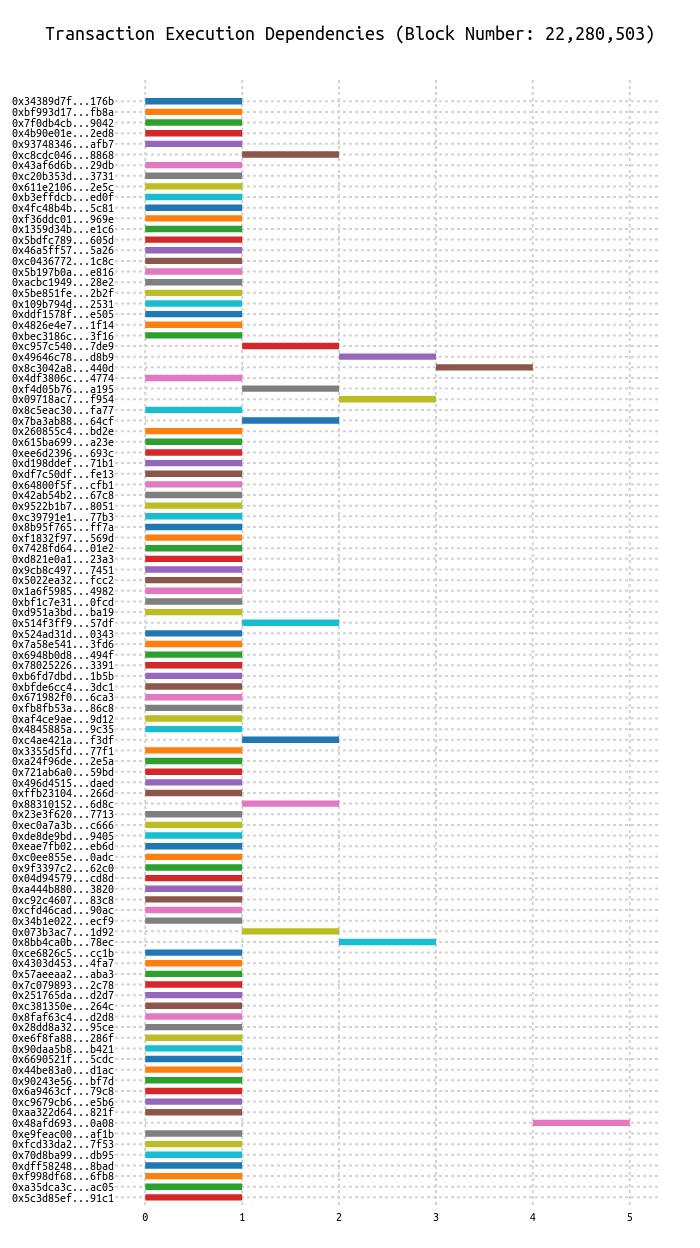 Transaction Execution Dependencies (Block Number: 22,280,503)
0x34389d7f...176b
0xbf993d17...fb8a
0x7f0db4cb...9042
0x4b90e01e...2ed8
0x93748346...afb7
0xc8cdc046...8868
0x43af6d6b...29db
0xc20b353d...3731
0x611e2106...2e5c
0xb3effdcb...ed0f
0x4fc48b4b...5c81
0xf36ddc01...969e
0x1359d34b...e1c6
0x5bdfc789...605d
0x46a5ff57...5a26
0xc0436772...1c8c
0x5b197b0a...e816
0xacbc1949...28e2
0x5be851fe...2b2f
0x109b794d...2531
0xddf1578f...e505
0x4826e4e7...1f14
0xbec3186c...3f16
0xc957c540...7de9
0x49646c78...d8b9
0x8c3042a8...440d
0x4df3806c...4774
0xf4d05b76...a195
0x09718ac7...f954
0x8c5eac30...fa77
0x7ba3ab88...64cf
0x260855c4...bd2e
0x615ba699...a23e
0xee6d2396...693c
0xd198ddef...71b1
0xdf7c50df...fe13
0x64800f5f...cfb1
0x42ab54b2...67c8
0x9522b1b7...8051
0xc39791e1...77b3
0x8b95f765...ff7a
0xf1832f97...569d
0x7428fd64...01e2
0xd821e0a1...23a3
0x9cb8c497...7451
0x5022ea32...fcc2
0x1a6f5985...4982
0xbf1c7e31...0fcd
0xd951a3bd...ba19
0x514f3ff9...57df
0x524ad31d...0343
0x7a58e541...3fd6
0x6948b0d8...494f
0x78025226...3391
0xb6fd7dbd...1b5b
0xbfde6cc4...3dc1
0x671982f0...6ca3
0xfb8fb53a...86c8
0xaf4ce9ae...9d12
0x4845885a...9c35
0xc4ae421a...f3df
0x3355d5fd...77f1
0xa24f96de...2e5a
0x721ab6a0...59bd
0x496d4515...daed
0xffb23104...266d
0x88310152...6d8c
0x23e3f620...7713
0xec0a7a3b...c666
0xde8de9bd...9405
0xeae7fb02...eb6d
0xc0ee855e...0adc
0x9f3397c2...62c0
0x04d94579...cd8d
0xa444b880...3820
0xc92c4607...83c8
0xcfd46cad...90ac
0x34b1e022...ecf9
0x073b3ac7...1d92
0x8bb4ca0b...78ec
0xce6826c5...cc1b
0x4303d453...4fa7
0x57aeeaa2...aba3
0x7c079893...2c78
0x251765da...d2d7
0xc381350e...264c
0x8faf63c4...d2d8
0x28dd8a32...95ce
0xe6f8fa88...286f
0x90daa5b8...b421
0x6690521f...5cdc
0x44be83a0...d1ac
0x90243e56...bf7d
0x6a9463cf...79c8
0xc9679cb6...e5b6
0xaa322d64...821f
0x48afd693...0a08
0xe9feac00...af1b
0xfcd33da2...7f53
0x70d8ba99...db95
0xdff58248...8bad
0xf998df68...6fb8
0xa35dca3c...ac05
0x5c3d85ef...91c1
0 1 2 3 4 5